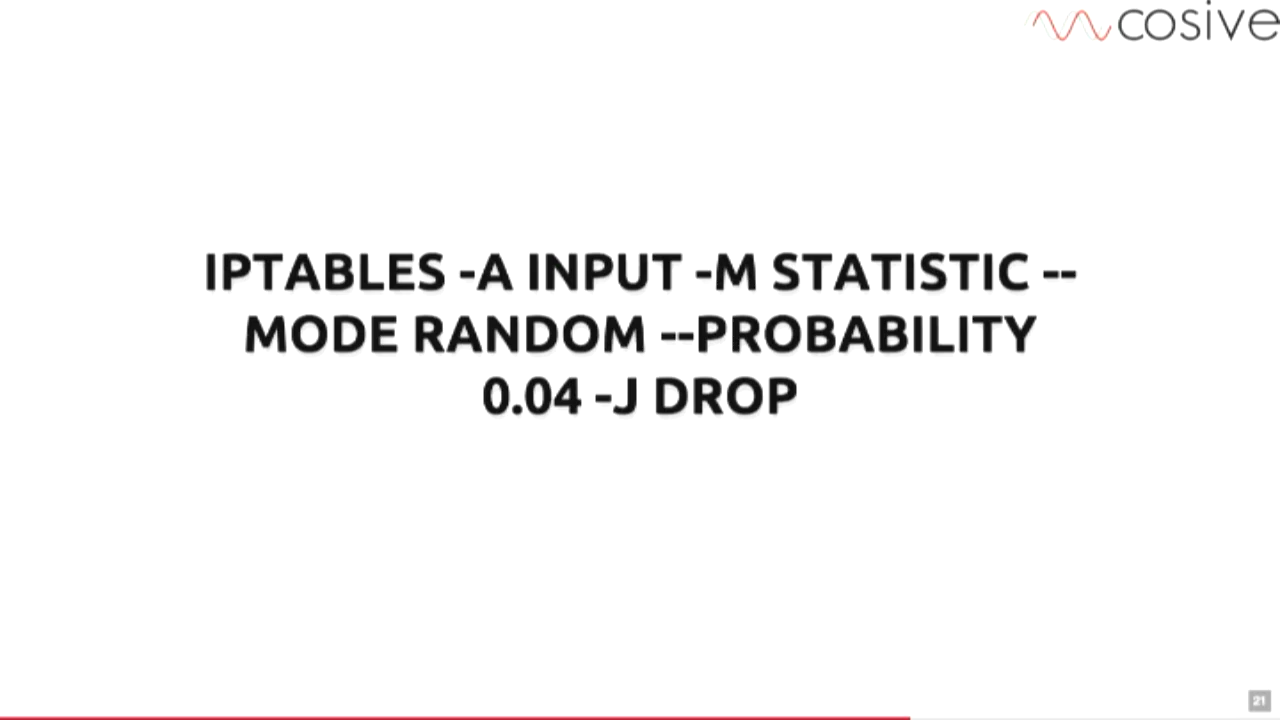 cosive
IPTABLES -A INPUT -M STATISTIC --
MODE RANDOM --PROBABILITY
0.04 -J DROP
21